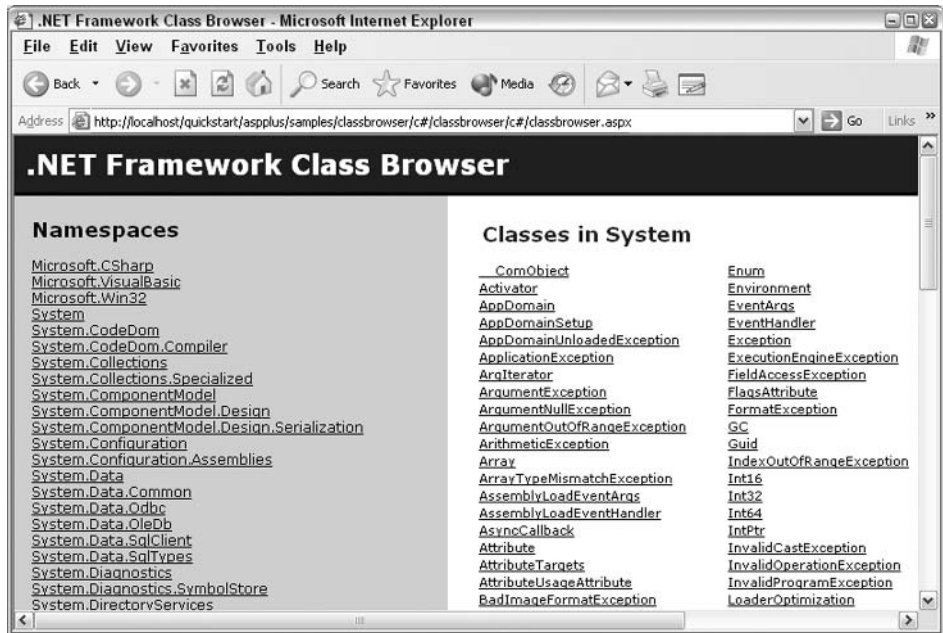 .NET Framework Class Browser - Microsoft Internet Explorer
File Edit View Favorites Tools Help
Back Search Favorites Media
Address http://localhost/quickstart/aspplus/samples/classbrowser/c#/classbrowser/c#/classbrowser.aspx Go Links »
.NET Framework Class Browser
Namespaces
Microsoft.CSharp
Microsoft.VisualBasic
Microsoft.Win32
System
System.CodeDom
System.CodeDom.Compiler
System.Collections
System.Collections.Specialized
System.ComponentModel
System.ComponentModel.Design
System.ComponentModel.Design.Serialization
System.Configuration
System.Configuration.Assemblies
System.Data
System.Data.Common
System.Data.Odbc
System.Data.OleDb
System.Data.SqlClient
System.Data.SqlTypes
System.Diagnostics
System.Diagnostics.SymbolStore
System.DirectoryServices
Classes in System
__ComObject
Activator
AppDomain
AppDomainSetup
AppDomainUnloadedException
ApplicationException
ArgIterator
ArgumentException
ArgumentNullException
ArgumentOutOfRangeException
ArithmeticException
Array
ArrayTypeMismatchException
AssemblyLoadEventArgs
AssemblyLoadEventHandler
AsyncCallback
Attribute
AttributeTargets
AttributeUsageAttribute
BadImageFormatException
Enum
Environment
EventArgs
EventHandler
Exception
ExecutionEngineException
FieldAccessException
FlagsAttribute
FormatException
GC
Guid
IndexOutOfRangeException
Int16
Int32
Int64
IntPtr
InvalidCastException
InvalidOperationException
InvalidProgramException
LoaderOptimization